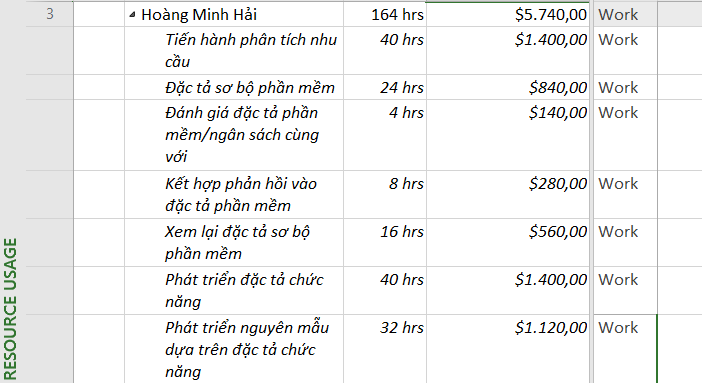 3 Hoàng Minh Hải 164 hrs $5.740,00 Work
Tiến hành phân tích nhu 40 hrs $1.400,00 Work
cầu
Đặc tả sơ bộ phần mềm 24 hrs $840,00 Work
Đánh giá đặc tả phần 4 hrs $140,00 Work
mềm/ngân sách cùng
với
Kết hợp phản hồi vào 8 hrs $280,00 Work
đặc tả phần mềm
Xem lại đặc tả sơ bộ 16 hrs $560,00 Work
phần mềm
Phát triển đặc tả chức 40 hrs $1.400,00 Work
năng
Phát triển nguyên mẫu 32 hrs $1.120,00 Work
dựa trên đặc tả chức
năng
RESOURCE USAGE